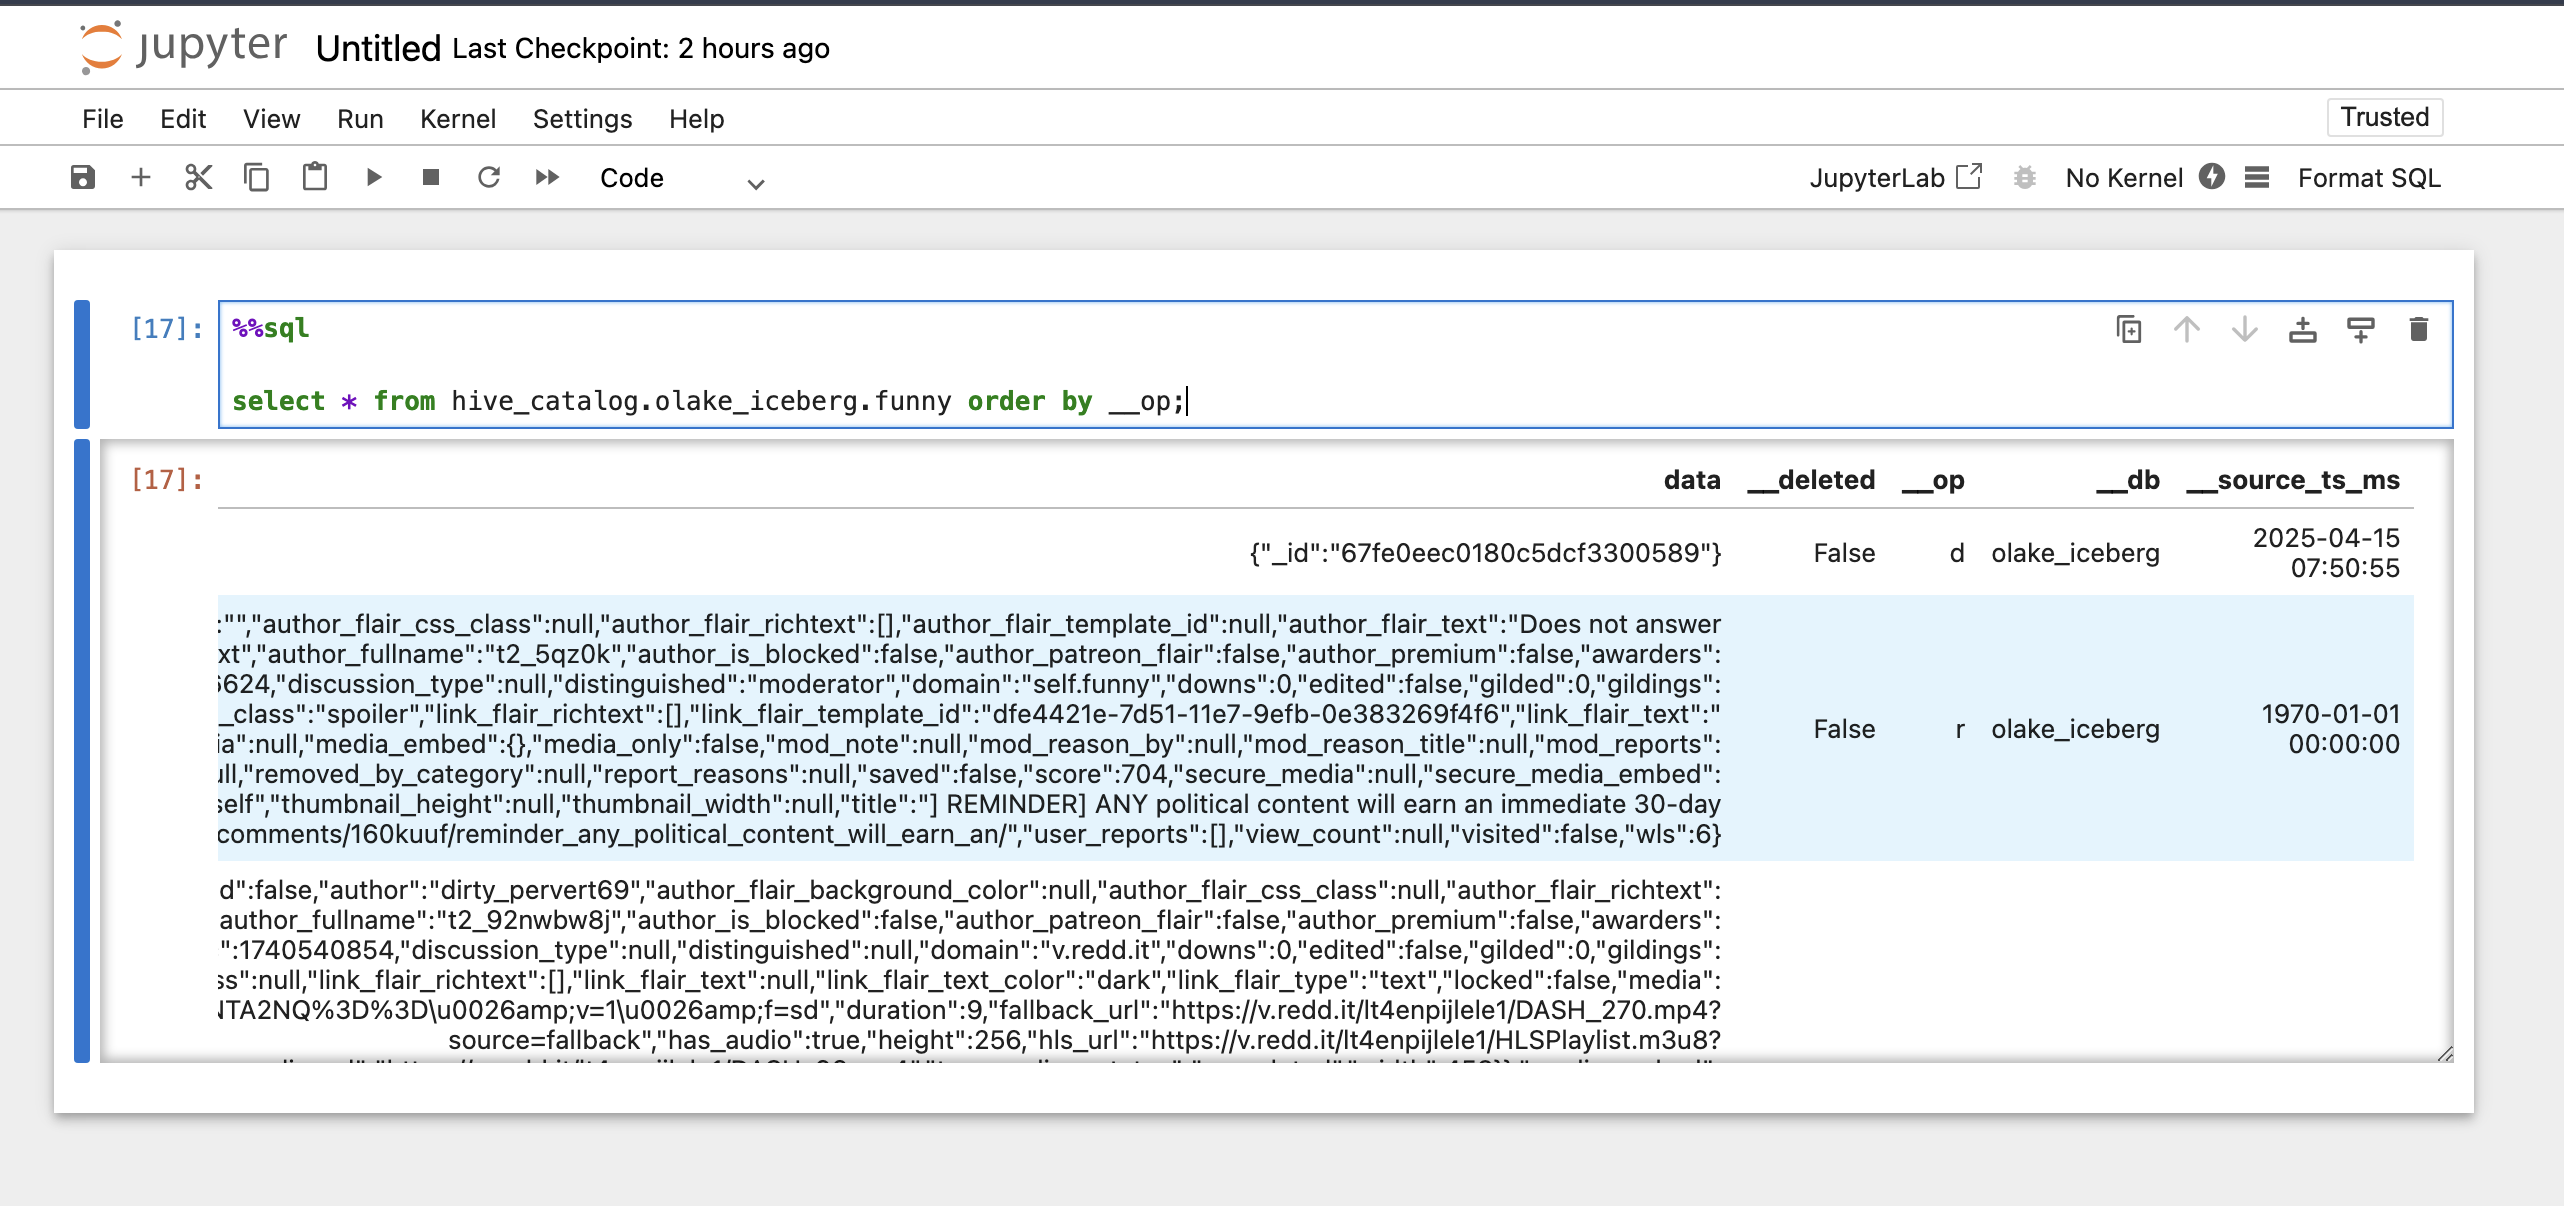 jupyter Untitled Last Checkpoint: 2 hours ago
File Edit View Run Kernel Settings Help Trusted
Code JupyterLab No Kernel Format SQL
[17]: %%sql
select * from hive_catalog.olake_iceberg.funny order by __op;
[17]: data __deleted __op __db __source_ts_ms
{"_id":"67fe0eec0180c5dcf3300589"} False d olake_iceberg 2025-04-15 07:50:55
:"","author_flair_css_class":null,"author_flair_richtext":[],"author_flair_template_id":null,"author_flair_text":"Does not answer
xt","author_fullname":"t2_5qz0k","author_is_blocked":false,"author_patreon_flair":false,"author_premium":false,"awarders":
6624,"discussion_type":null,"distinguished":"moderator","domain":"self.funny","downs":0,"edited":false,"gilded":0,"gildings":
_class":"spoiler","link_flair_richtext":[],"link_flair_template_id":"dfe4421e-7d51-11e7-9efb-0e383269f4f6","link_flair_text":"
ia":null,"media_embed":{},"media_only":false,"mod_note":null,"mod_reason_by":null,"mod_reason_title":null,"mod_reports":
ull,"removed_by_category":null,"report_reasons":null,"saved":false,"score":704,"secure_media":null,"secure_media_embed":
self","thumbnail_height":null,"thumbnail_width":null,"title":"] REMINDER] ANY political content will earn an immediate 30-day
comments/160kuuf/reminder_any_political_content_will_earn_an/","user_reports":[],"view_count":null,"visited":false,"wls":6}
False r olake_iceberg 1970-01-01 00:00:00
d":false,"author":"dirty_pervert69","author_flair_background_color":null,"author_flair_css_class":null,"author_flair_richtext":
author_fullname":"t2_92nwbw8j","author_is_blocked":false,"author_patreon_flair":false,"author_premium":false,"awarders":
":1740540854,"discussion_type":null,"distinguished":null,"domain":"v.redd.it","downs":0,"edited":false,"gilded":0,"gildings":
ss":null,"link_flair_richtext":[],"link_flair_text":null,"link_flair_text_color":"dark","link_flair_type":"text","locked":false,"media":
NTA2NQ%3D%3D\u0026amp;v=1\u0026amp;f=sd","duration":9,"fallback_url":"https://v.redd.it/lt4enpijlele1/DASH_270.mp4?
source=fallback","has_audio":true,"height":256,"hls_url":"https://v.redd.it/lt4enpijlele1/HLSPlaylist.m3u8?